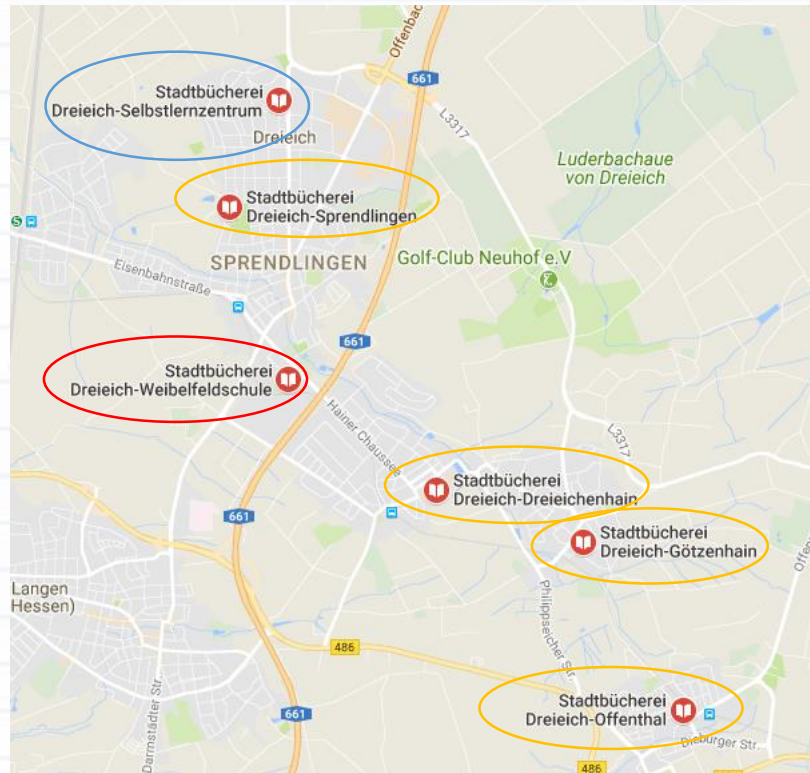 Offenbach
661
Stadtbücherei
Dreieich-Selbstlernzentrum
L3317
Dreieich
Luderbachaue
von Dreieich
Stadtbücherei
Dreieich-Sprendlingen
S
SPRENDLINGEN
Golf-Club Neuhof e.V
Eisenbahnstraße
661
Stadtbücherei
Dreieich-Weibelfeldschule
Hainer Chaussee
L3317
Stadtbücherei
Dreieich-Dreieichenhain
661
Stadtbücherei
Dreieich-Götzenhain
Langen
Hessen)
Philippseicher Str.
486
Darmstädter Str.
Stadtbücherei
Dreieich-Offenthal
661
Dieburger Str.
486